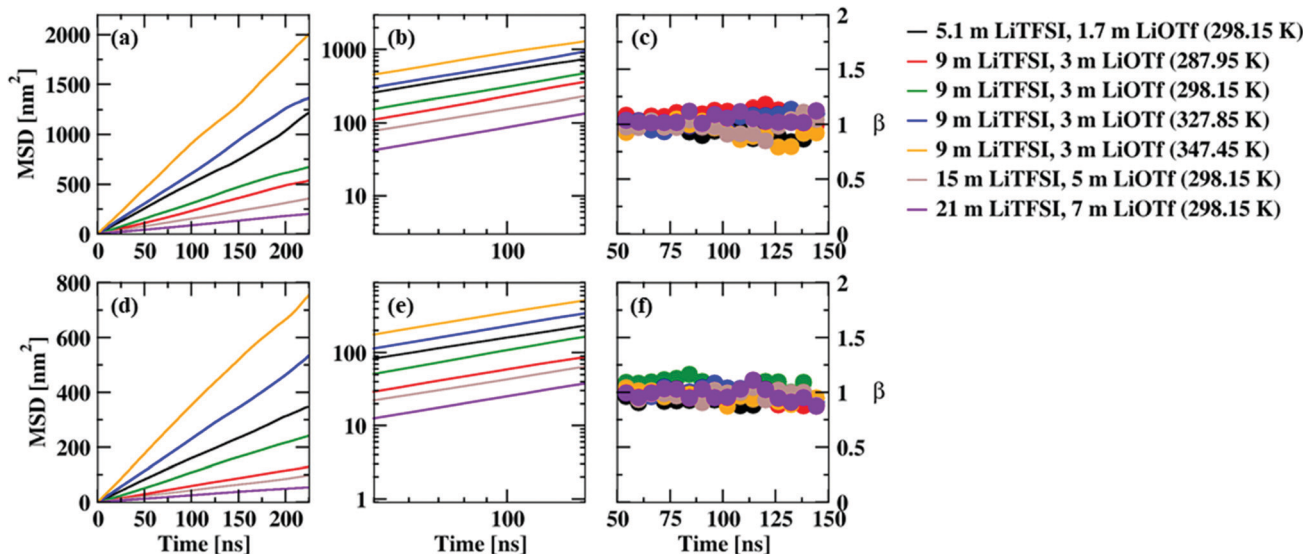 (a)
MSD [nm²]
2000
1500
1000
500
0
0 50 100 150 200
(b)
1000
100
10
100
(c)
2
1.5
1
0.5
0
β
50 75 100 125 150
5.1 m LiTFSI, 1.7 m LiOTf (298.15 K)
9 m LiTFSI, 3 m LiOTf (287.95 K)
9 m LiTFSI, 3 m LiOTf (298.15 K)
9 m LiTFSI, 3 m LiOTf (327.85 K)
9 m LiTFSI, 3 m LiOTf (347.45 K)
15 m LiTFSI, 5 m LiOTf (298.15 K)
21 m LiTFSI, 7 m LiOTf (298.15 K)
(d)
MSD [nm²]
800
600
400
200
0
0 50 100 150 200
Time [ns]
(e)
100
10
1
100
Time [ns]
(f)
2
1.5
1
0.5
0
β
50 75 100 125 150
Time [ns]